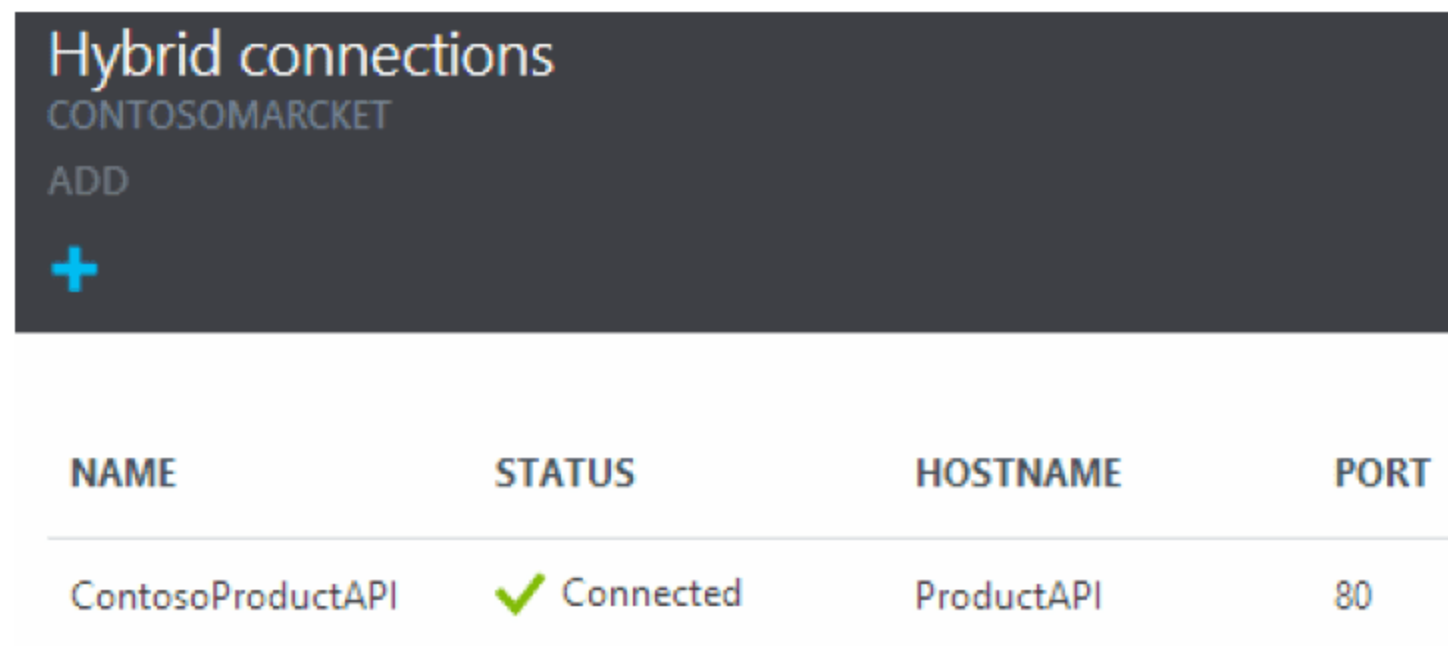 Hybrid connections
CONTOSOMARCKET
ADD
NAME STATUS HOSTNAME PORT
ContosoProductAPI Connected ProductAPI 80